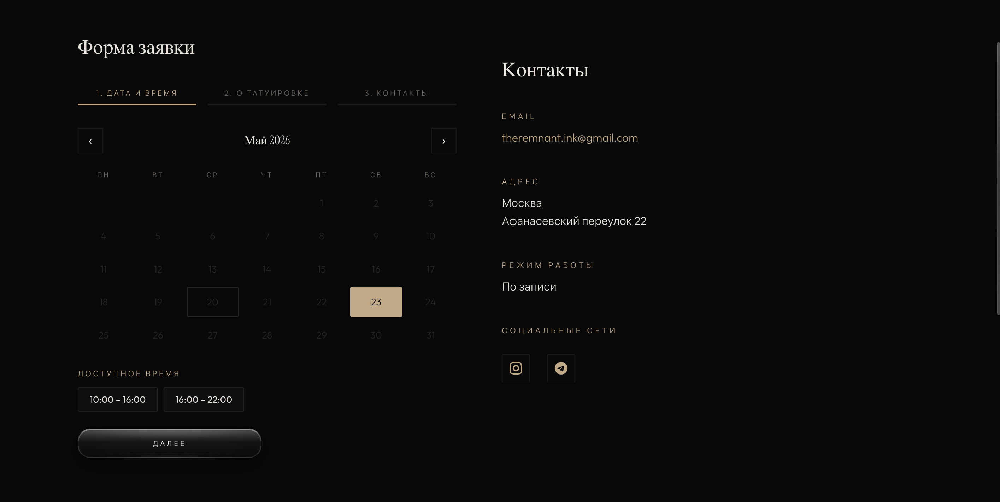 Форма заявки
1. ДАТА И ВРЕМЯ
2. О ТАТУИРОВКЕ
3. КОНТАКТЫ
‹
Май 2026
›
ПН ВТ СР ЧТ ПТ СБ ВС
1 2 3
4 5 6 7 8 9 10
11 12 13 14 15 16 17
18 19 20 21 22 23 24
25 26 27 28 29 30 31
ДОСТУПНОЕ ВРЕМЯ
10:00 – 16:00
16:00 – 22:00
ДАЛЕЕ
Контакты
EMAIL
theremnant.ink@gmail.com
АДРЕС
Москва
Афанасевский переулок 22
РЕЖИМ РАБОТЫ
По записи
СОЦИАЛЬНЫЕ СЕТИ